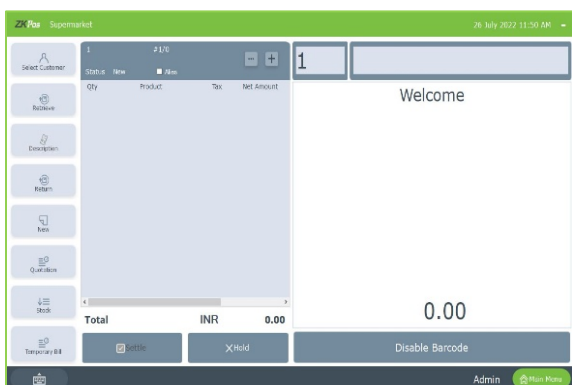 ZKPos Supermarket
26 July 2022 11:50 AM
Select Customer
1 #1/0
Status New
1
Qty Product Tax Net Amount
Welcome
Retrieve
Description
Return
New
Quotation
Stock
0.00
Total INR 0.00
Temporary Bill
Settle
Hold
Disable Barcode
Admin
Main Menu